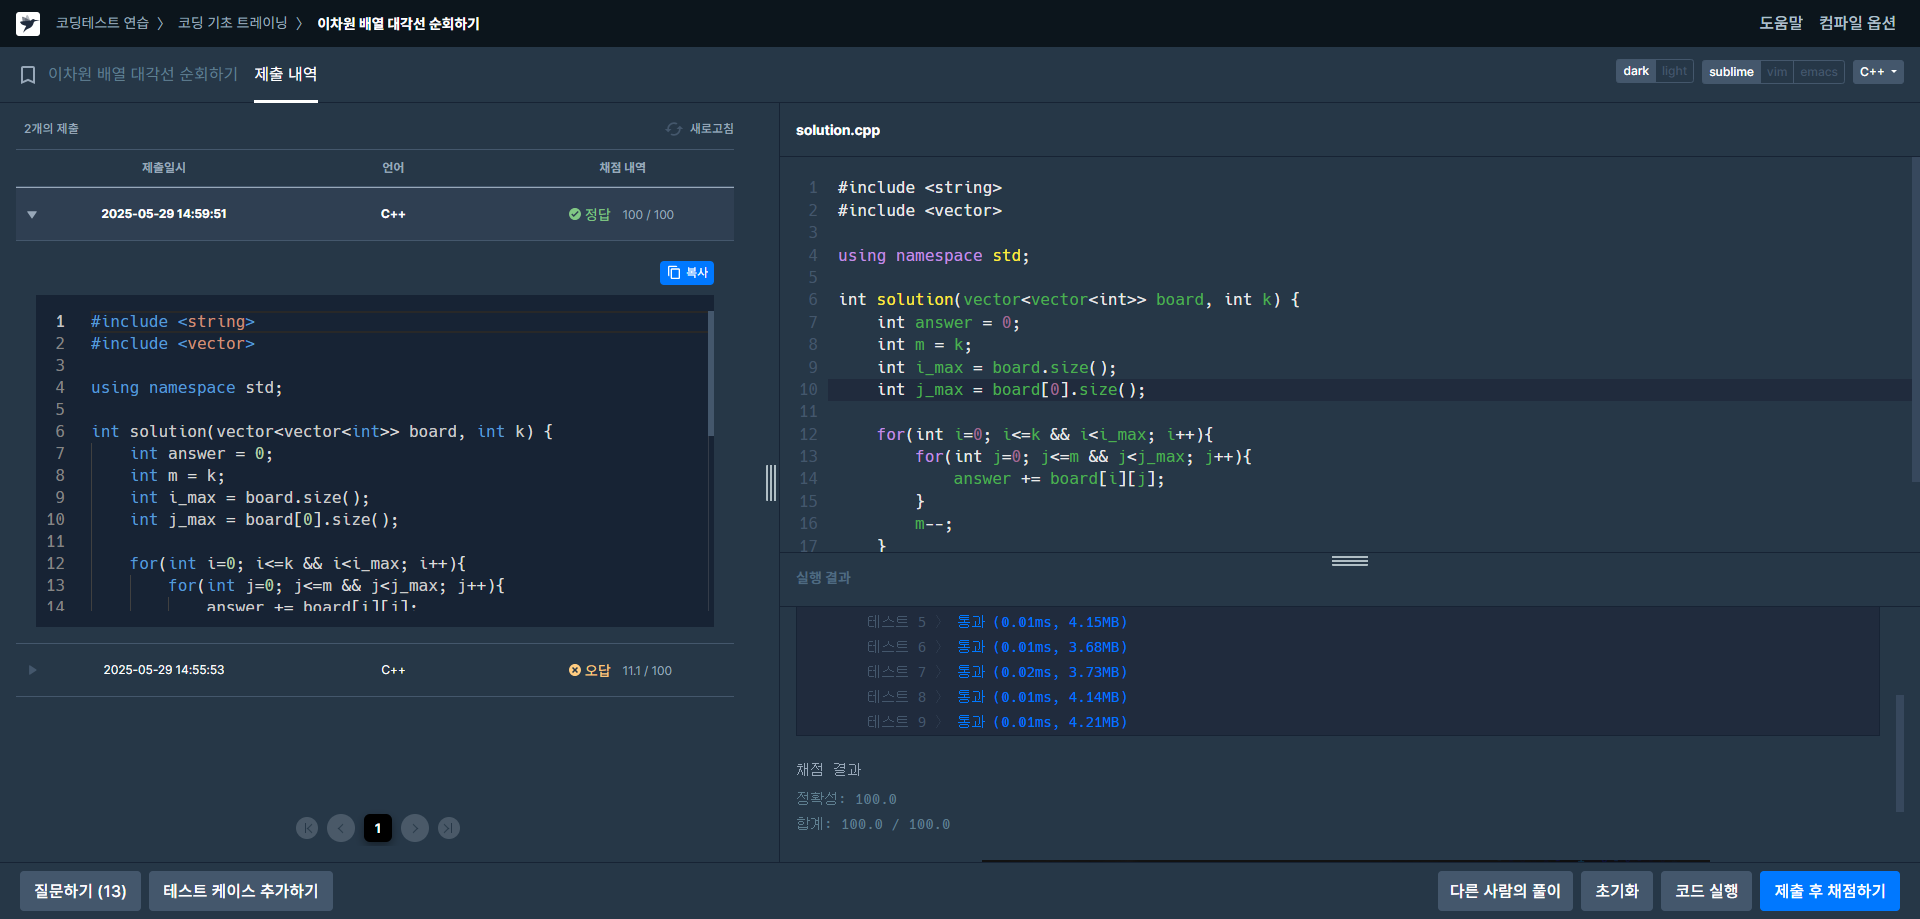 코딩테스트 연습 〉 코딩 기초 트레이닝 〉 이차원 배열 대각선 순회하기
도움말 컴파일 옵션
이차원 배열 대각선 순회하기 제출 내역
dark light sublime vim emacs C++
2개의 제출 새로고침
제출일시 언어 채점 내역
2025-05-29 14:59:51 C++ 정답 100 / 100
복사
1 #include <string>
2 #include <vector>
3
4 using namespace std;
5
6 int solution(vector<vector<int>> board, int k) {
7     int answer = 0;
8     int m = k;
9     int i_max = board.size();
10     int j_max = board[0].size();
11
12     for(int i=0; i<=k && i<i_max; i++){
13         for(int j=0; j<=m && j<j_max; j++){
14             answer += board[i][j];
2025-05-29 14:55:53 C++ 오답 11.1 / 100
1
solution.cpp
1 #include <string>
2 #include <vector>
3
4 using namespace std;
5
6 int solution(vector<vector<int>> board, int k) {
7     int answer = 0;
8     int m = k;
9     int i_max = board.size();
10     int j_max = board[0].size();
11
12     for(int i=0; i<=k && i<i_max; i++){
13         for(int j=0; j<=m && j<j_max; j++){
14             answer += board[i][j];
15         }
16         m--;
17     }
실행 결과
테스트 5 〉 통과 (0.01ms, 4.15MB)
테스트 6 〉 통과 (0.01ms, 3.68MB)
테스트 7 〉 통과 (0.02ms, 3.73MB)
테스트 8 〉 통과 (0.01ms, 4.14MB)
테스트 9 〉 통과 (0.01ms, 4.21MB)
채점 결과
정확성: 100.0
합계: 100.0 / 100.0
질문하기 (13) 테스트 케이스 추가하기 다른 사람의 풀이 초기화 코드 실행 제출 후 채점하기